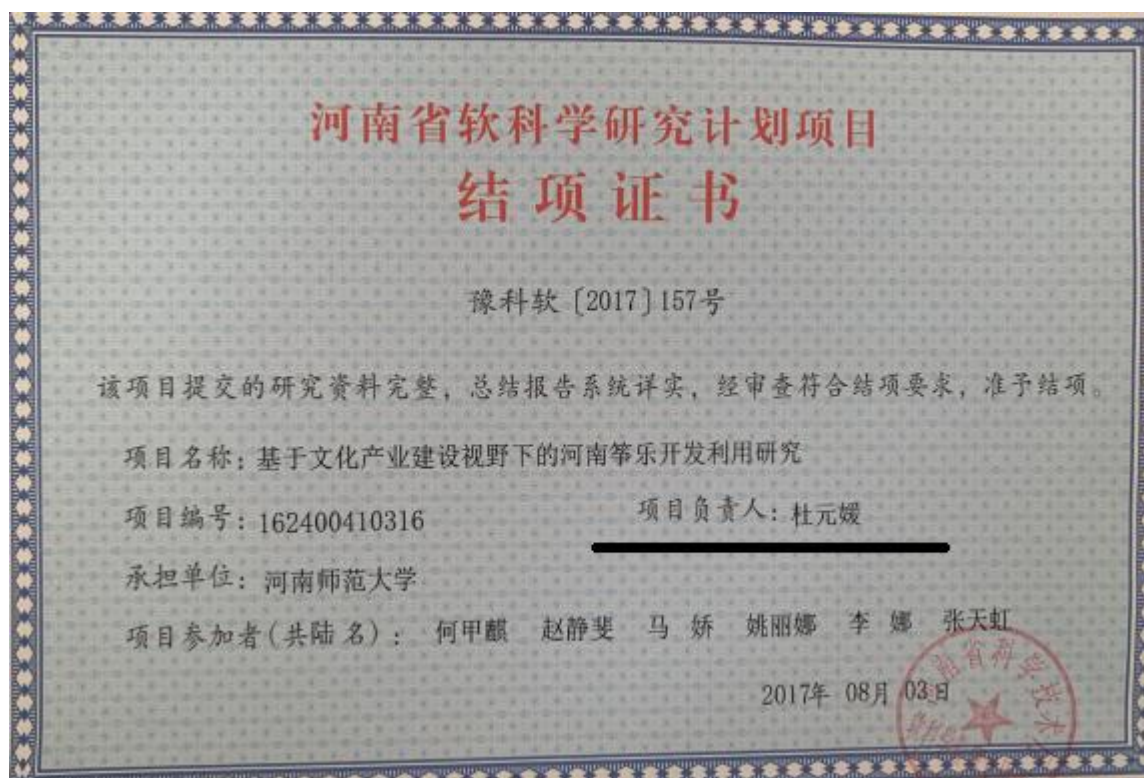 河南省软科学研究计划项目
结项证书
豫科软〔2017〕157号
该项目提交的研究资料完整，总结报告系统详实，经审查符合结项要求，准予结项。
项目名称：基于文化产业建设视野下的河南筝乐开发利用研究
项目编号：162400410316 项目负责人：杜元媛
承担单位：河南师范大学
项目参加者(共陆 名)： 何甲麒 赵静斐 马 娇 姚丽娜 李 娜 张天虹
2017年 08月 03日
省科学技术